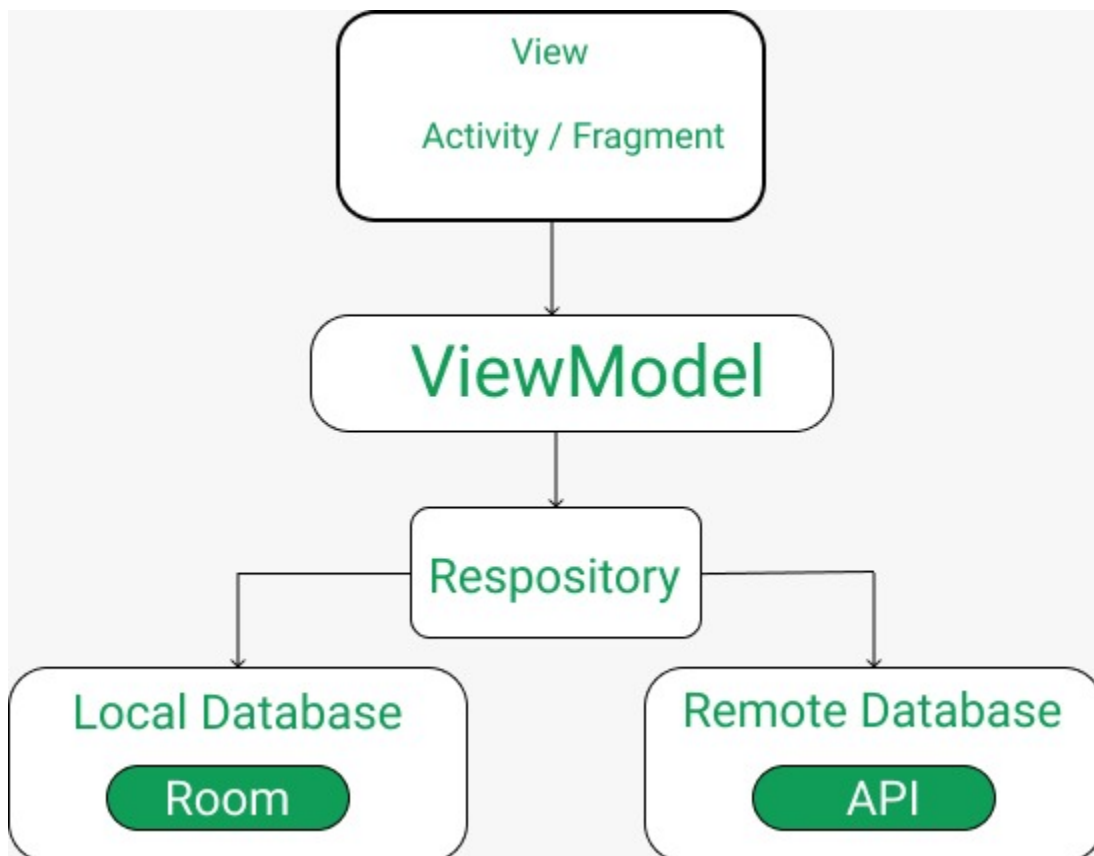 View
Activity / Fragment
ViewModel
Respository
Local Database
Remote Database
Room
API